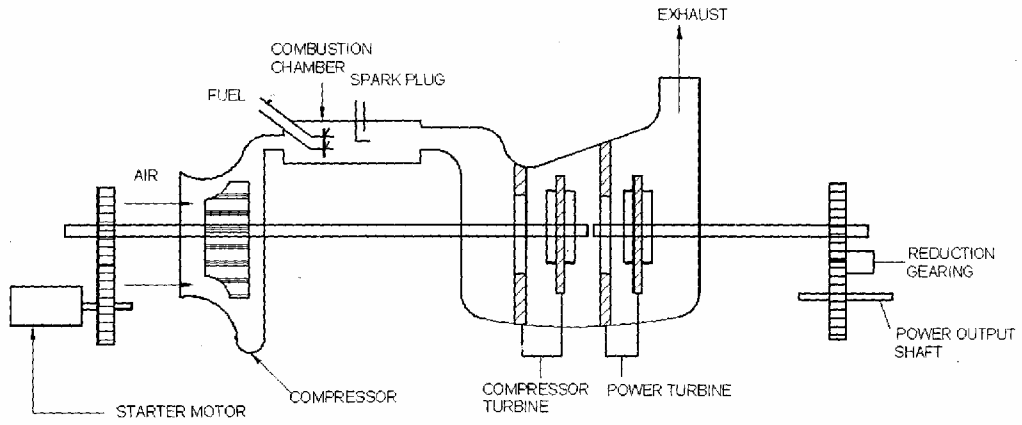 EXHAUST
COMBUSTION
CHAMBER
SPARK PLUG
FUEL
AIR
REDUCTION
GEARING
POWER OUTPUT
SHAFT
COMPRESSOR
COMPRESSOR
TURBINE
POWER TURBINE
STARTER MOTOR